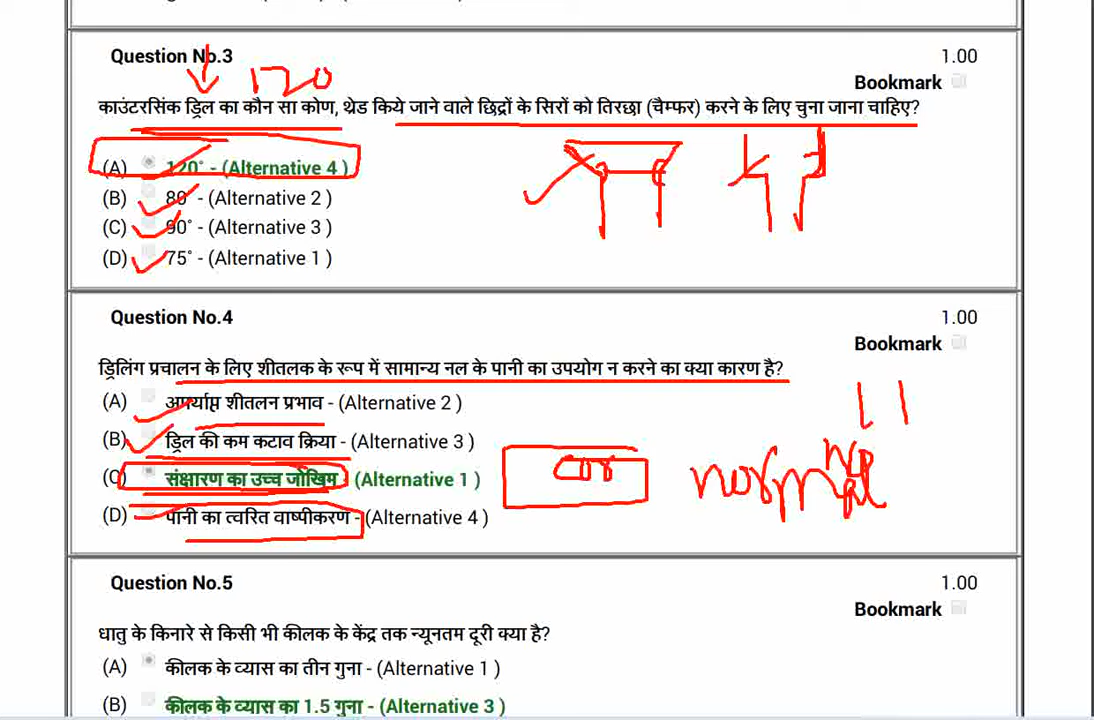 Question No.3 1.00
Bookmark
120
काउंटरसिंक ड्रिल का कौन सा कोण, थ्रेड किये जाने वाले छिद्रों के सिरों को तिरछा (चैम्फर) करने के लिए चुना जाना चाहिए?
(A) 120° - (Alternative 4 )
(B) 80° - (Alternative 2 )
(C) 90° - (Alternative 3 )
(D) 75° - (Alternative 1 )
Question No.4 1.00
Bookmark
ड्रिलिंग प्रचालन के लिए शीतलक के रूप में सामान्य नल के पानी का उपयोग न करने का क्या कारण है?
(A) अपर्याप्त शीतलन प्रभाव - (Alternative 2 )
(B) ड्रिल की कम कटाव क्रिया - (Alternative 3 )
(C) संक्षारण का उच्च जोखिम - (Alternative 1 )
(D) पानी का त्वरित वाष्पीकरण - (Alternative 4 )
Question No.5 1.00
Bookmark
धातु के किनारे से किसी भी कीलक के केंद्र तक न्यूनतम दूरी क्या है?
(A) कीलक के व्यास का तीन गुना - (Alternative 1 )
(B) कीलक के व्यास का 1.5 गुना - (Alternative 3 )